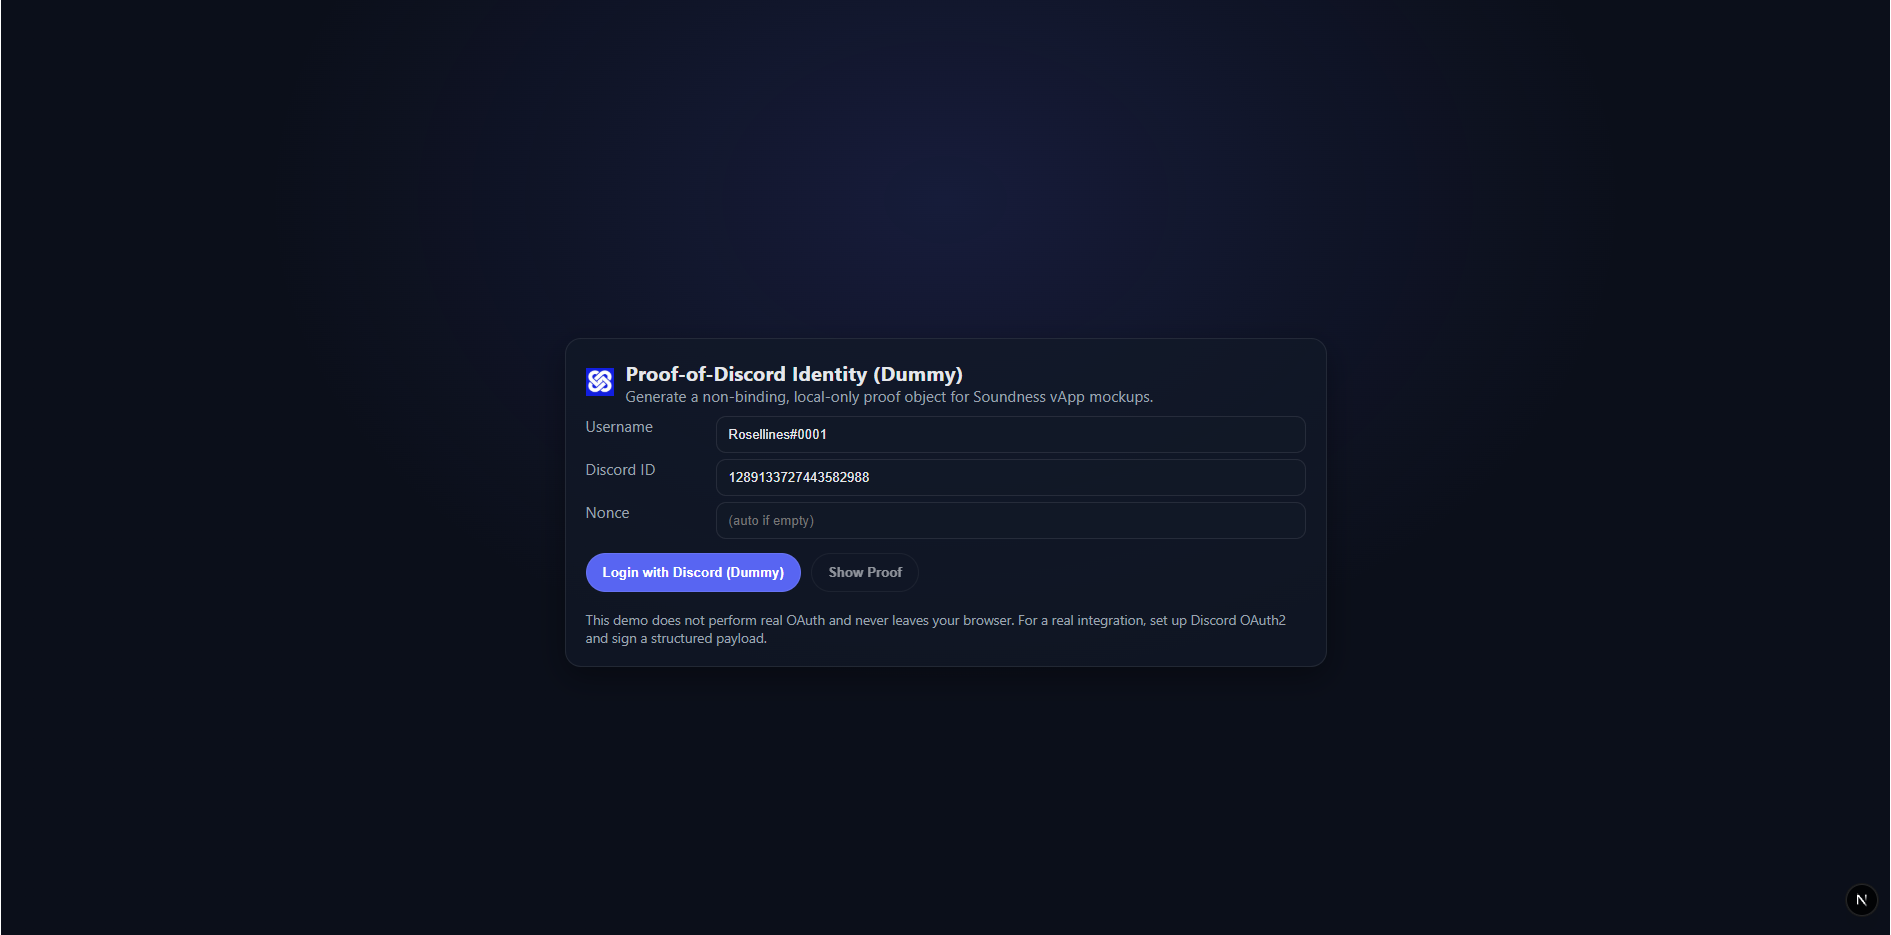 Proof-of-Discord Identity (Dummy)
Generate a non-binding, local-only proof object for Soundness vApp mockups.
Username
Rosellines#0001
Discord ID
1289133727443582988
Nonce
(auto if empty)
Login with Discord (Dummy)
Show Proof
This demo does not perform real OAuth and never leaves your browser. For a real integration, set up Discord OAuth2
and sign a structured payload.
N